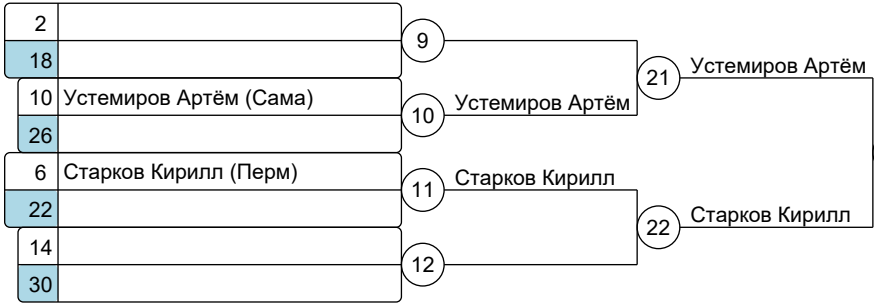 2
9
18
21 Устемиров Артём
10 Устемиров Артём (Сама)
10 Устемиров Артём
26
6 Старков Кирилл (Перм)
11 Старков Кирилл
22
22 Старков Кирилл
14
12
30